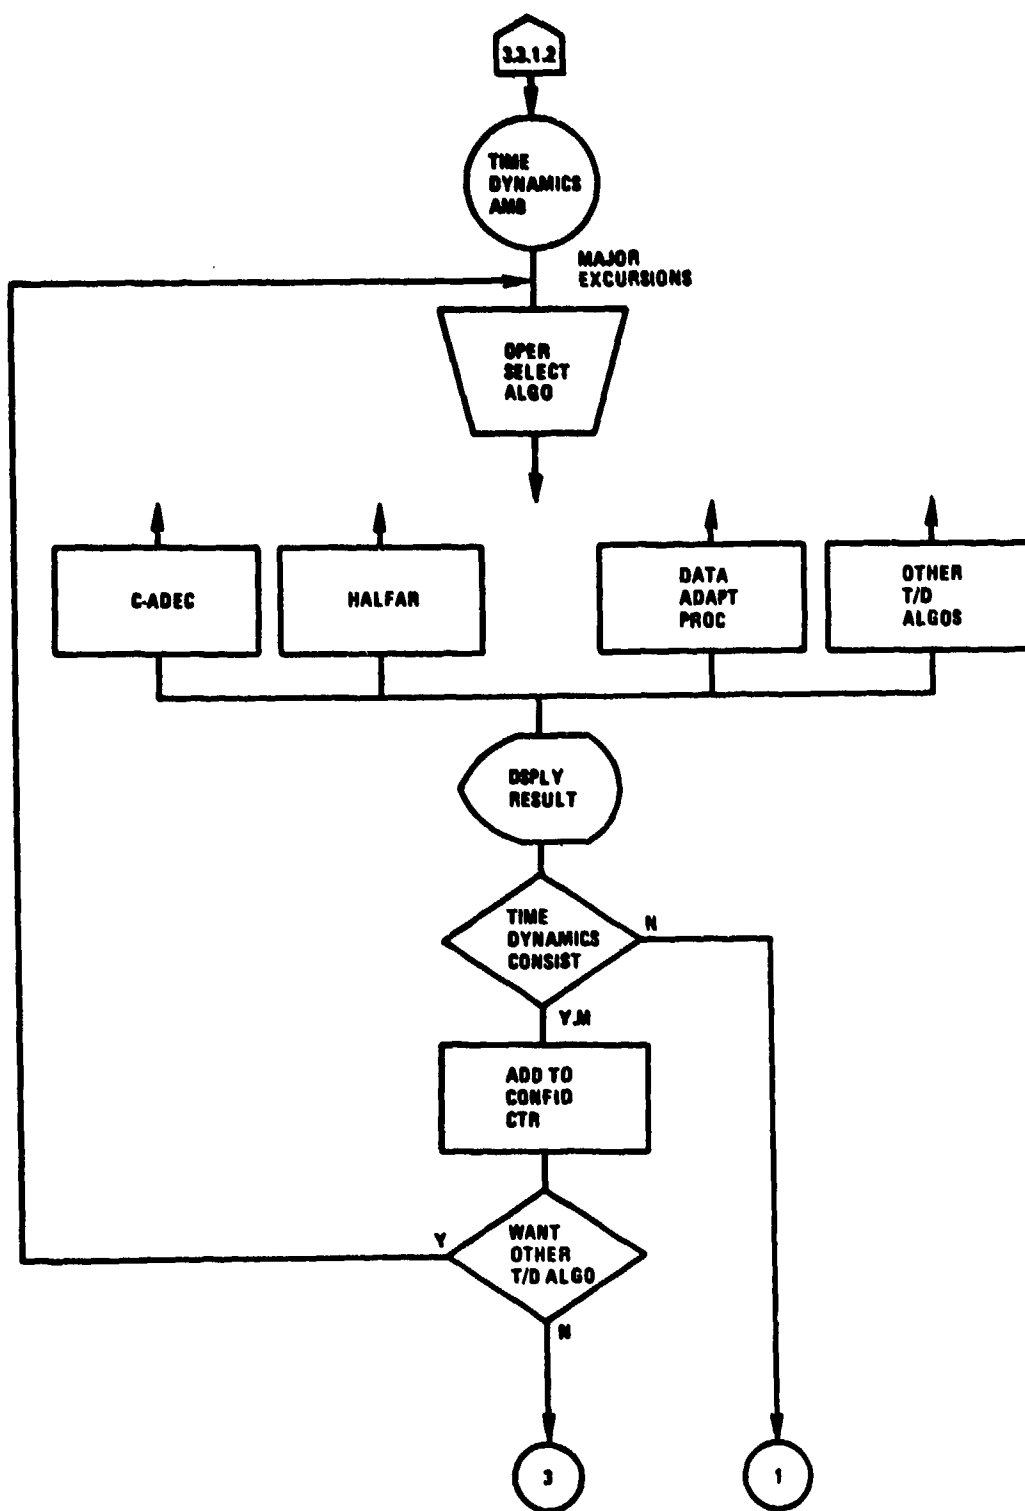 3.3.1.2
TIME
DYNAMICS
AMB
MAJOR
EXCURSIONS
OPER
SELECT
ALGO
C-ADEC
HALFAR
DATA
ADAPT
PROC
OTHER
T/D
ALGOS
DSPLY
RESULT
TIME
DYNAMICS
CONSIST
N
Y,M
ADD TO
CONFID
CTR
WANT
OTHER
T/D ALGO
Y
N
3
1